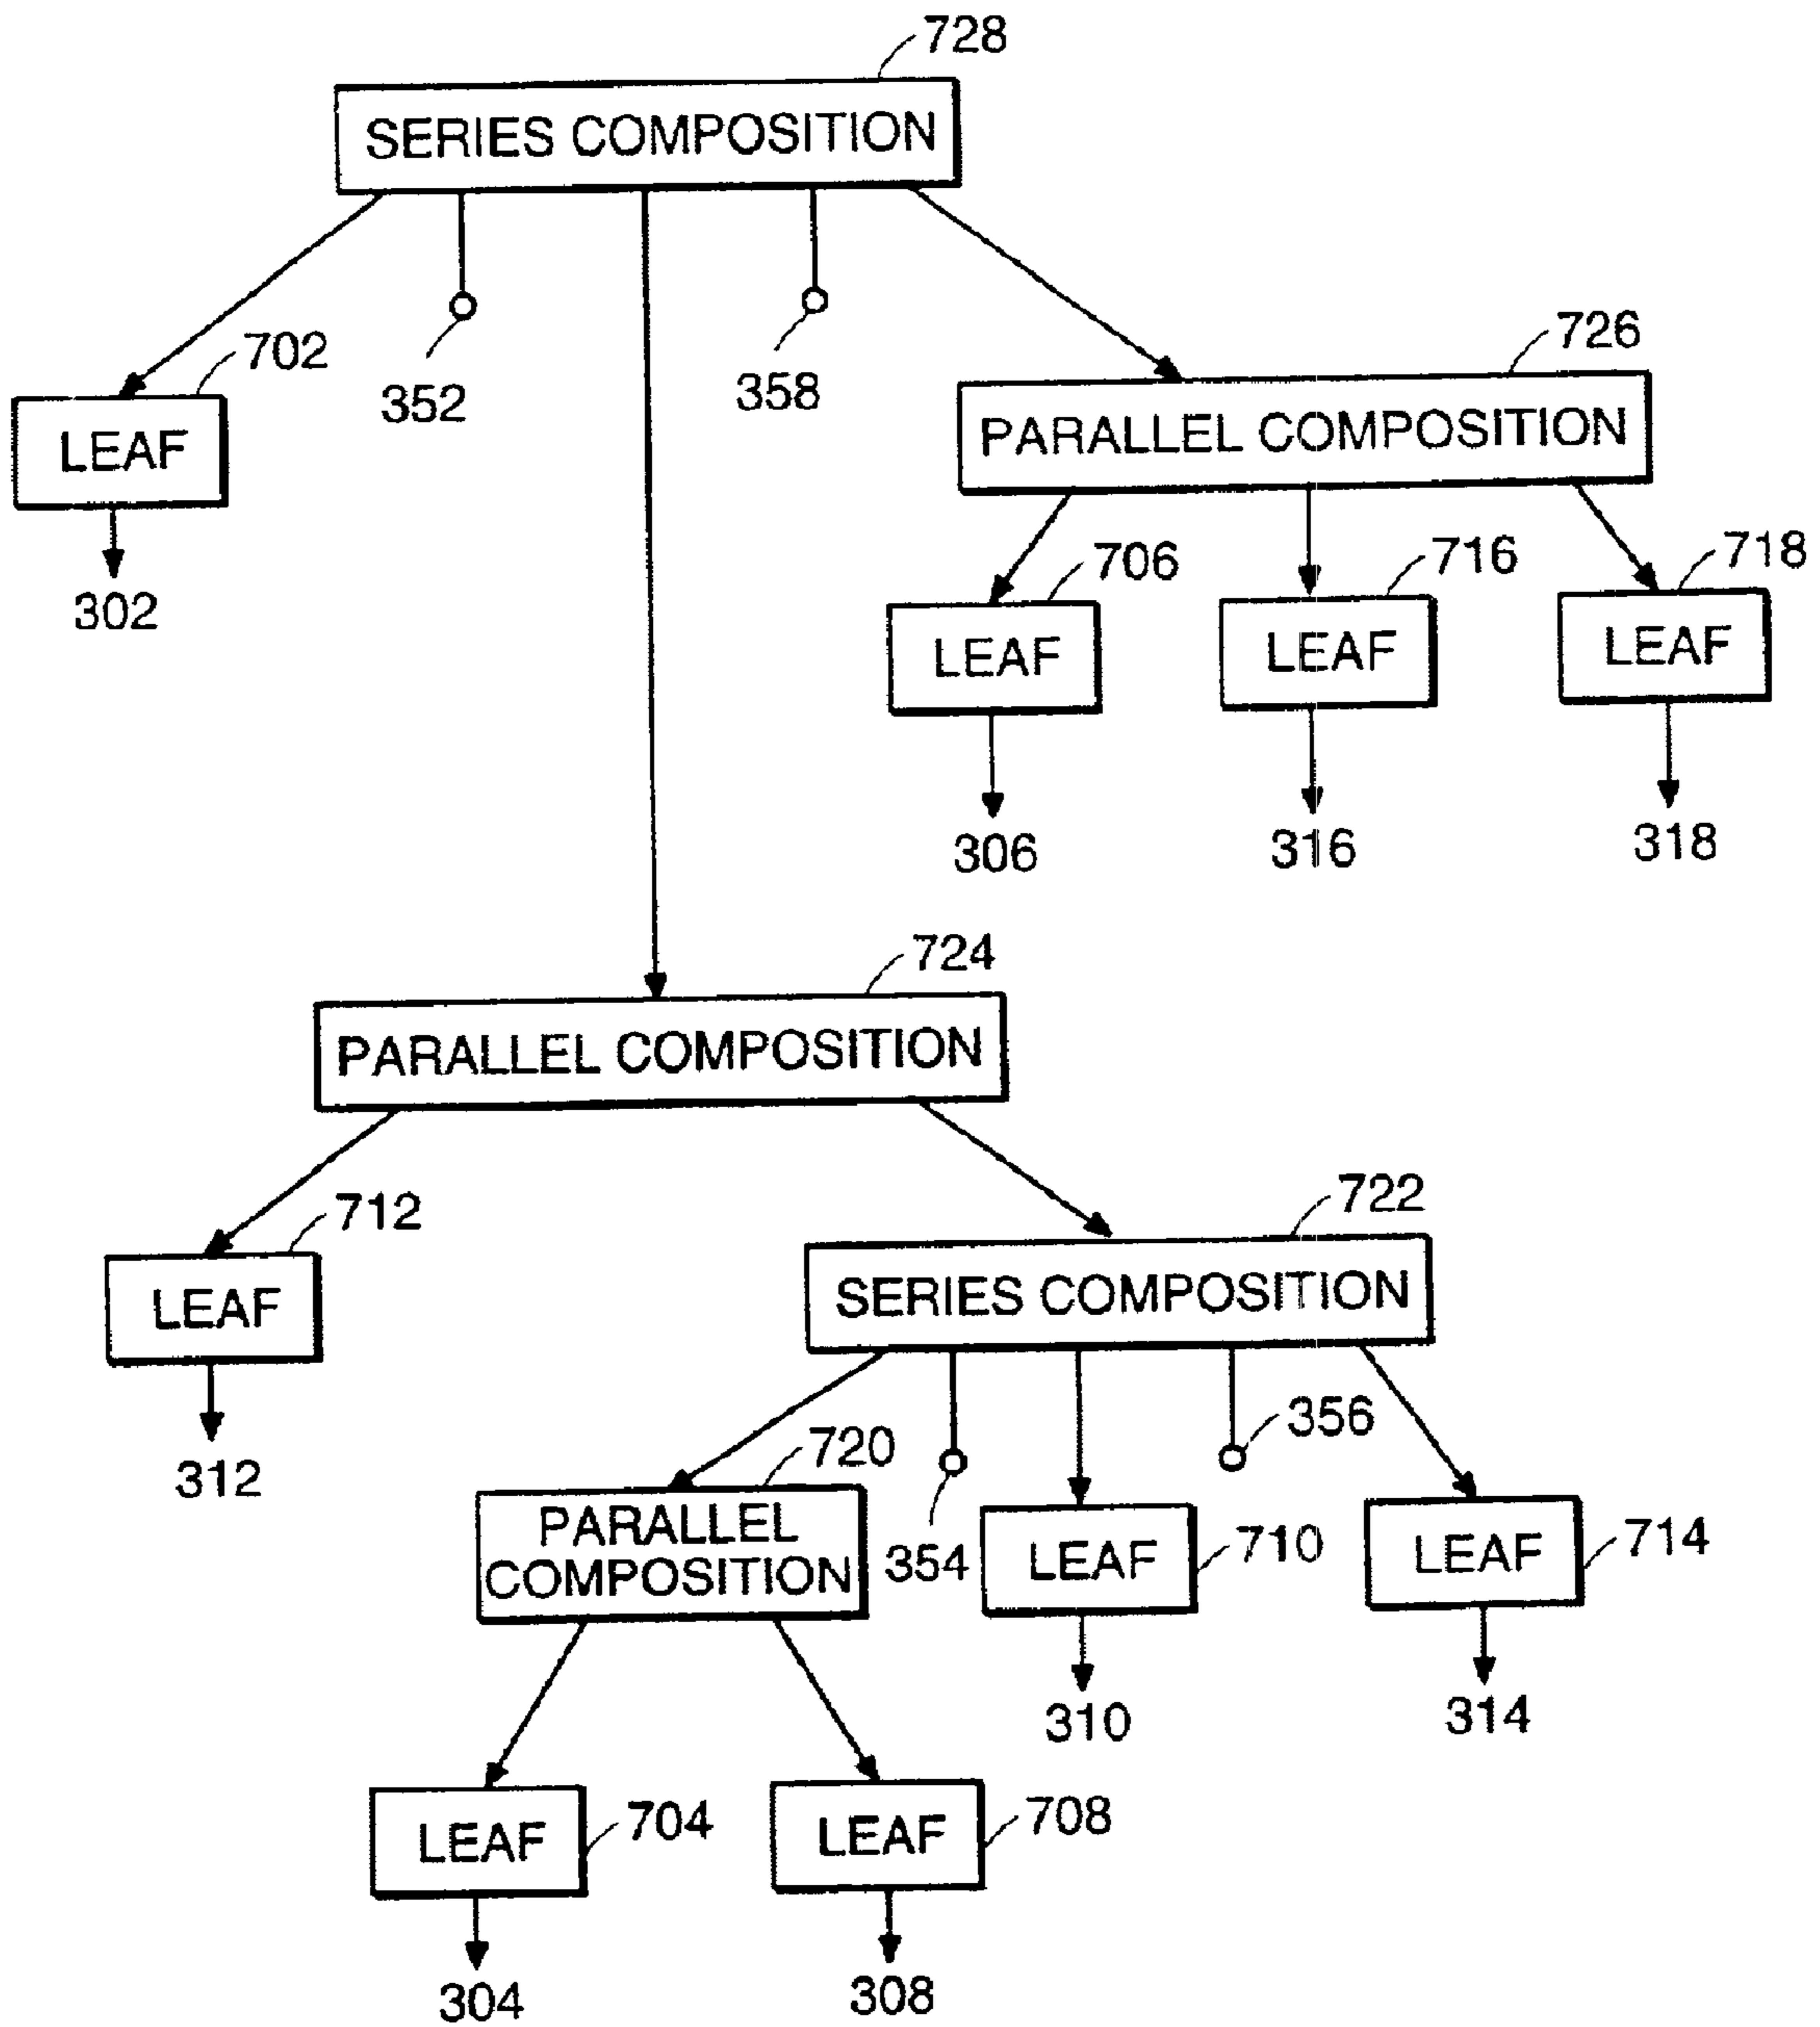 728
SERIES COMPOSITION
702
352
358
726
LEAF
PARALLEL COMPOSITION
302
706
716
718
LEAF
LEAF
LEAF
306
316
318
724
PARALLEL COMPOSITION
712
722
LEAF
SERIES COMPOSITION
312
720
356
PARALLEL
COMPOSITION
354
LEAF
710
LEAF
714
310
314
LEAF
704
LEAF
708
304
308